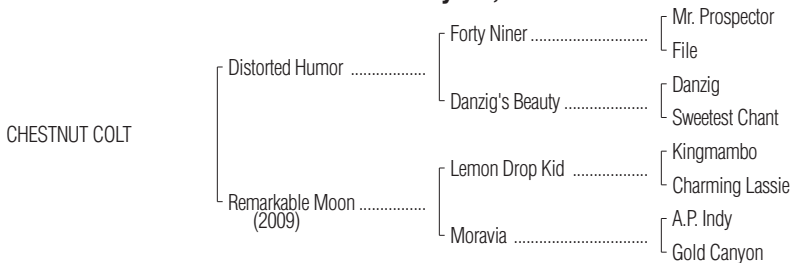 Mr. Prospector
Forty Niner ............................
File
Distorted Humor ..................
Danzig
Danzig's Beauty ....................
Sweetest Chant
CHESTNUT COLT
Kingmambo
Lemon Drop Kid ..................
Charming Lassie
Remarkable Moon ................
(2009)
A.P. Indy
Moravia ................................
Gold Canyon